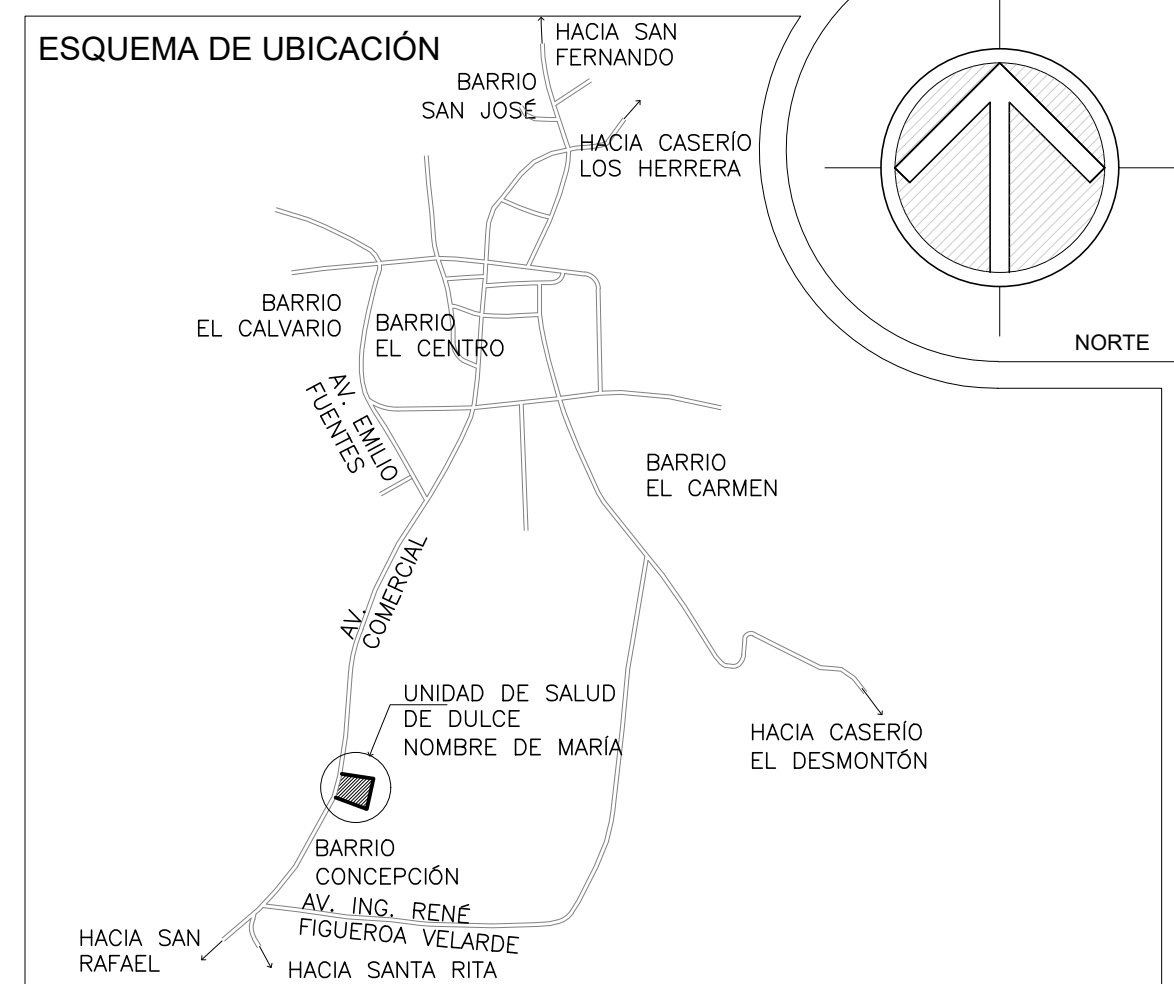 ESQUEMA DE UBICACIÓN
HACIA SAN
FERNANDO
BARRIO
SAN JOSÉ
HACIA CASERÍO
LOS HERRERA
NORTE
BARRIO
EL CALVARIO
BARRIO
EL CENTRO
AV. EMILIO
FUENTES
BARRIO
EL CARMEN
AV.
COMERCIAL
UNIDAD DE SALUD
DE DULCE
NOMBRE DE MARÍA
HACIA CASERÍO
EL DESMONTÓN
BARRIO
CONCEPCIÓN
AV. ING. RENÉ
FIGUEROA VELARDE
HACIA SAN
RAFAEL
HACIA SANTA RITA